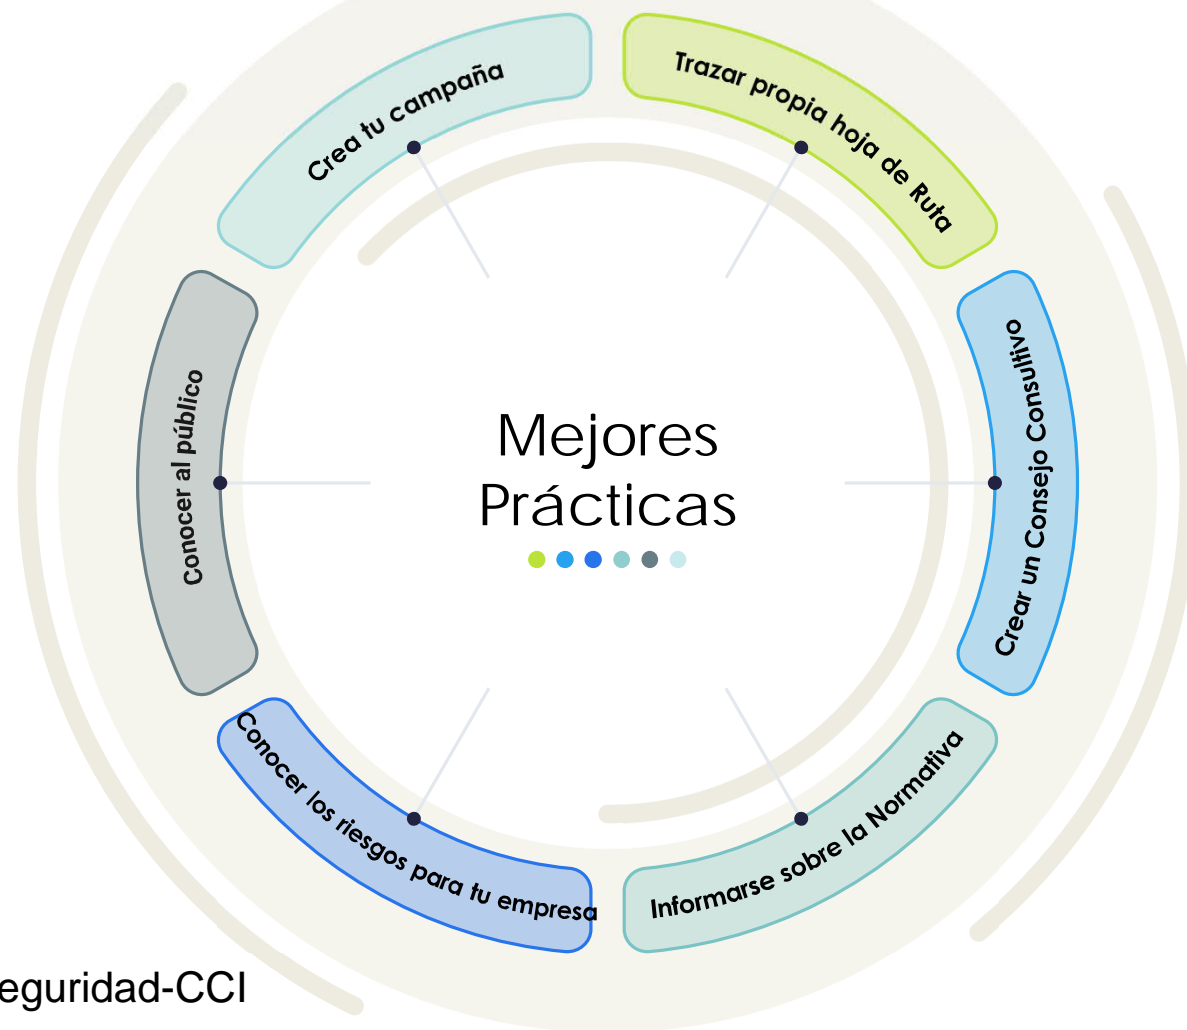 Crea tu campaña
Trazar propia hoja de Ruta
Crear un Consejo Consultivo
Informarse sobre la Normativa
Conocer los riesgos para tu empresa
Conocer al público
Mejores
Prácticas
eguridad-CCI